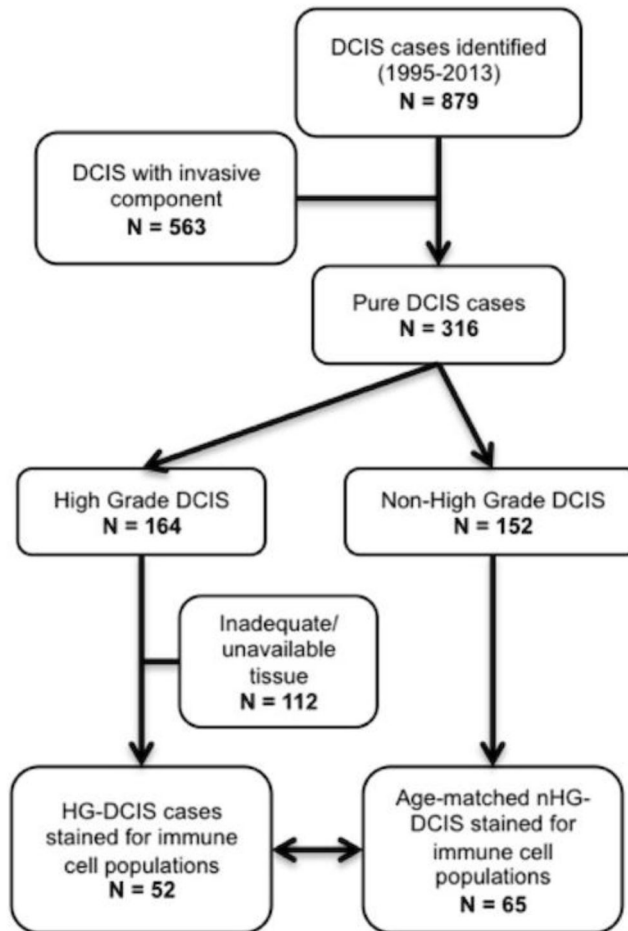 DCIS cases identified
(1995-2013)
N = 879
DCIS with invasive
component
N = 563
Pure DCIS cases
N = 316
High Grade DCIS
N = 164
Non-High Grade DCIS
N = 152
Inadequate/
unavailable
tissue
N = 112
HG-DCIS cases
stained for immune
cell populations
N = 52
Age-matched nHG-
DCIS stained for
immune cell
populations
N = 65